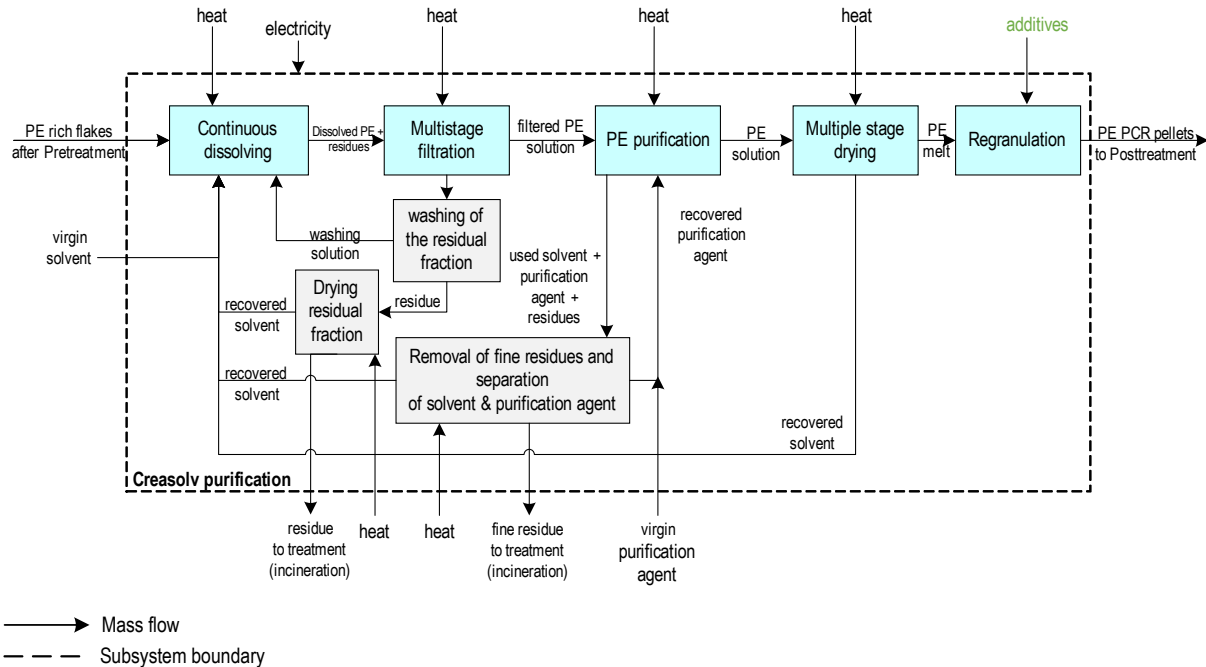 heat
heat
heat
heat
electricity
additives
PE rich flakes
after Pretreatment
Continuous
dissolving
Dissolved PE +
residues
Multistage
filtration
filtered PE
solution
PE purification
PE
solution
Multiple stage
drying
PE
melt
Regranulation
PE PCR pellets
to Posttreatment
virgin
solvent
washing
solution
washing of
the residual
fraction
used solvent +
purification
agent +
residues
recovered
purification
agent
recovered
solvent
Drying
residual
fraction
residue
recovered
solvent
Removal of fine residues and
separation
of solvent & purification agent
recovered
solvent
Creasolv purification
residue
to treatment
(incineration)
heat
heat
fine residue
to treatment
(incineration)
virgin
purification
agent
Mass flow
Subsystem boundary